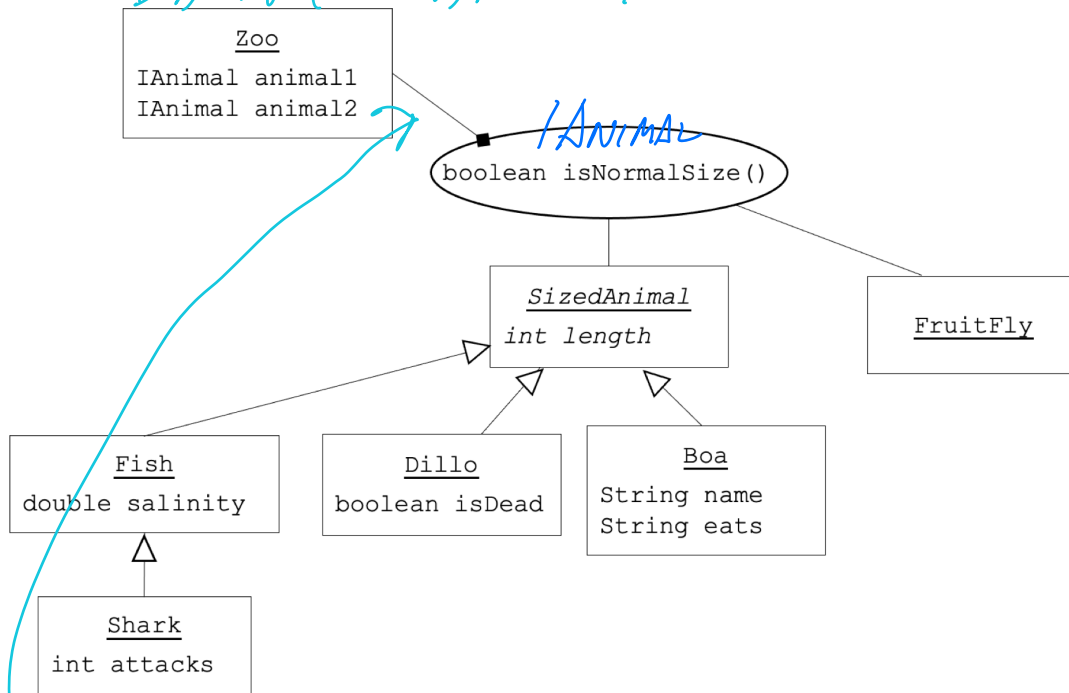 Zoo
IAnimal animal1
IAnimal animal2
IANIMAL
boolean isNormalSize()
SizedAnimal
int length
FruitFly
Fish
double salinity
Dillo
boolean isDead
Boa
String name
String eats
Shark
int attacks